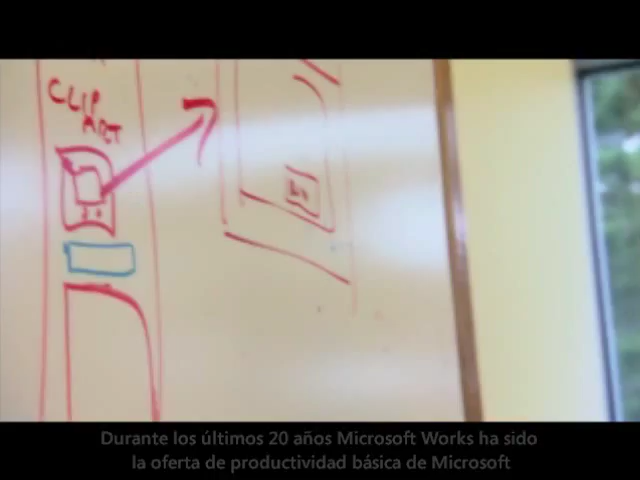 CLIP
ART
Durante los últimos 20 años Microsoft Works ha sido
la oferta de productividad básica de Microsoft